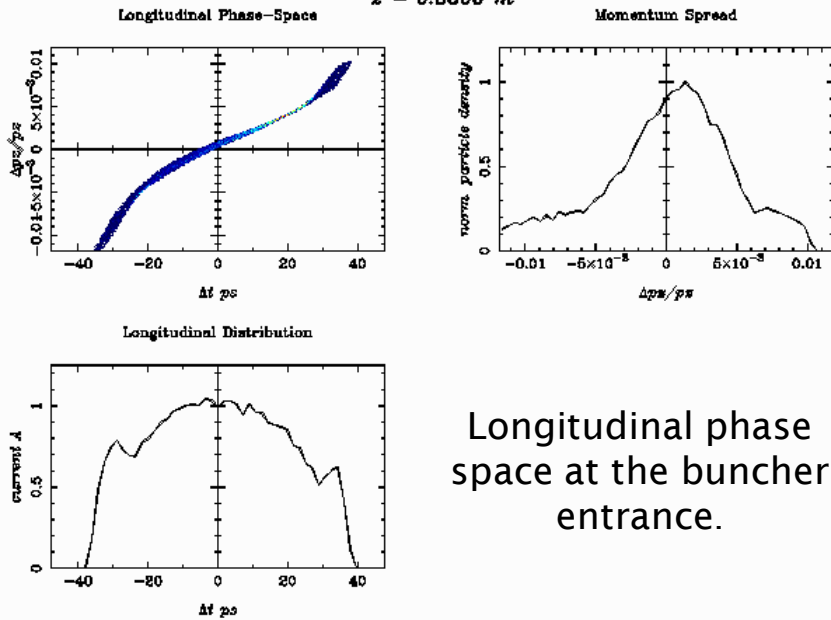 Longitudinal Phase-Space
Momentum Spread
Δpz/pz
-0.01
-5×10⁻³
0
5×10⁻³
0.01
-40
-20
0
20
40
Δt ps
norm particle density
0
0.5
1
-0.01
-5×10⁻³
0
5×10⁻³
0.01
Δpz/pz
Longitudinal Distribution
current A
0
0.5
1
-40
-20
0
20
40
Δt ps
Longitudinal phase
space at the buncher
entrance.